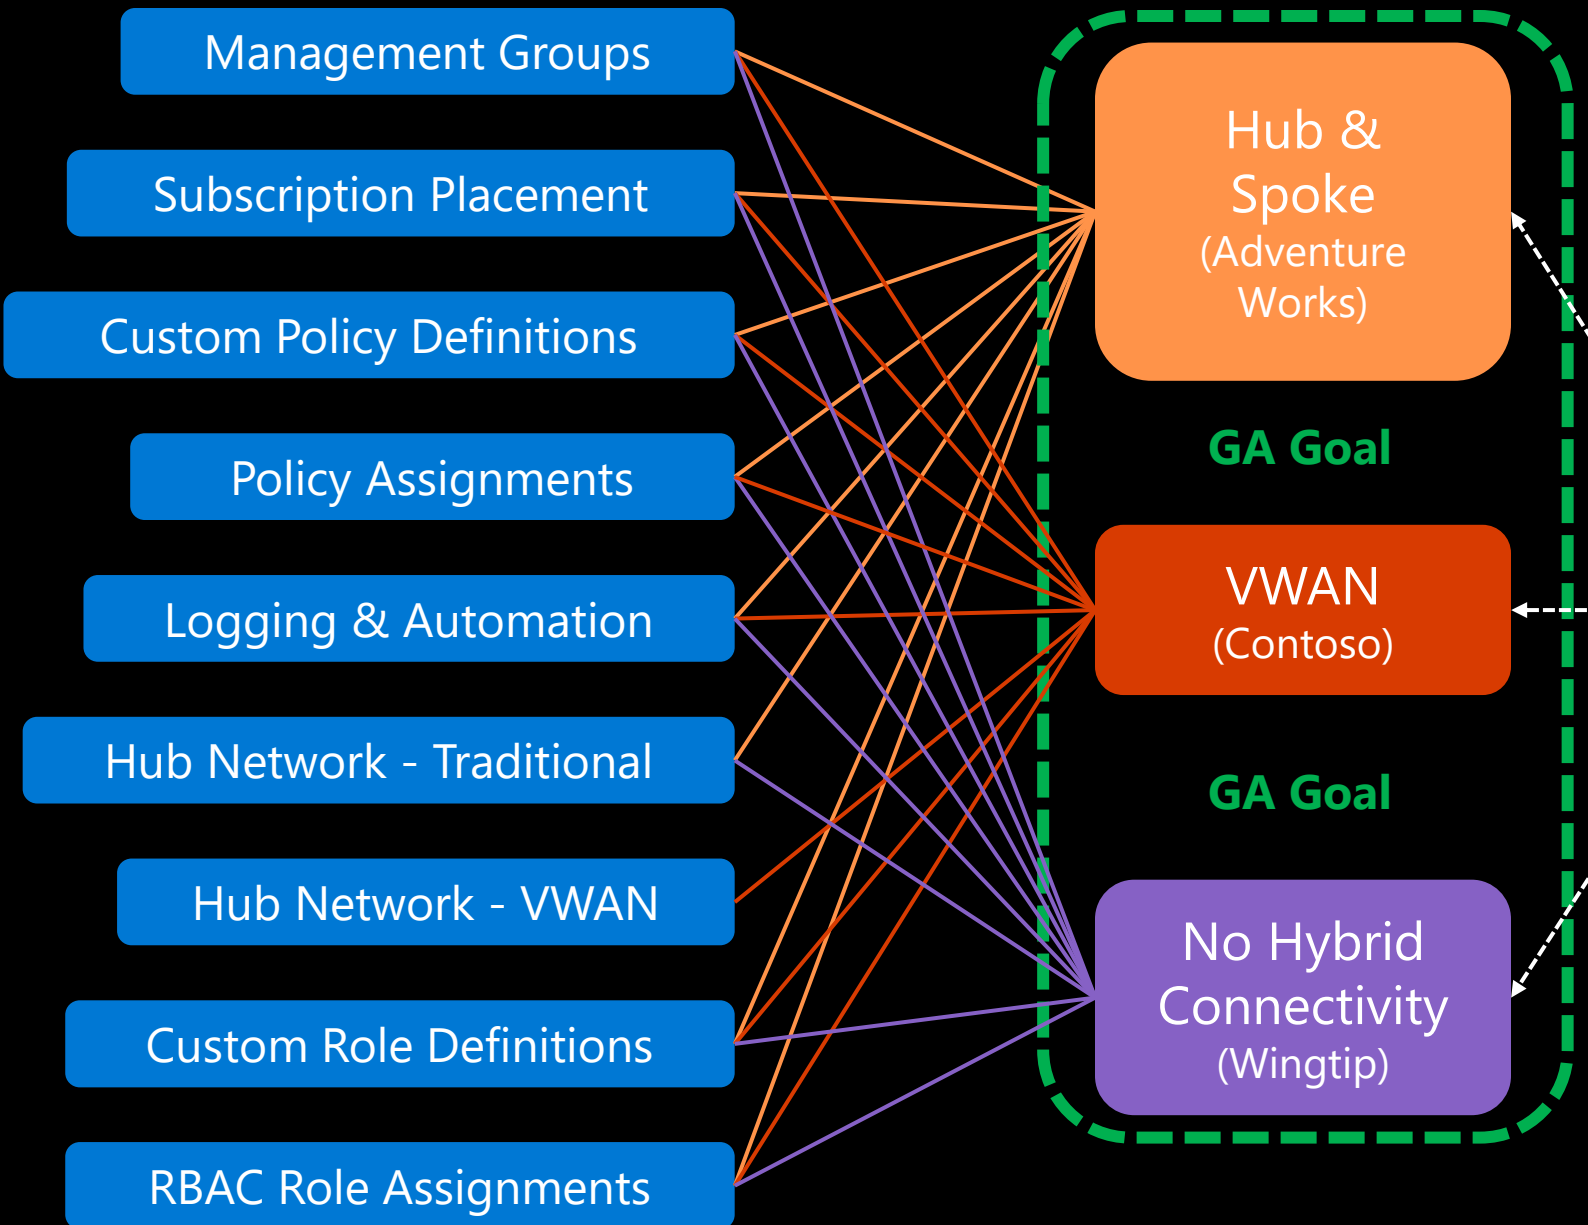 Management Groups
Subscription Placement
Custom Policy Definitions
Policy Assignments
Logging & Automation
Hub Network - Traditional
Hub Network - VWAN
Custom Role Definitions
RBAC Role Assignments
Hub &
Spoke
(Adventure
Works)
GA Goal
VWAN
(Contoso)
GA Goal
No Hybrid
Connectivity
(Wingtip)